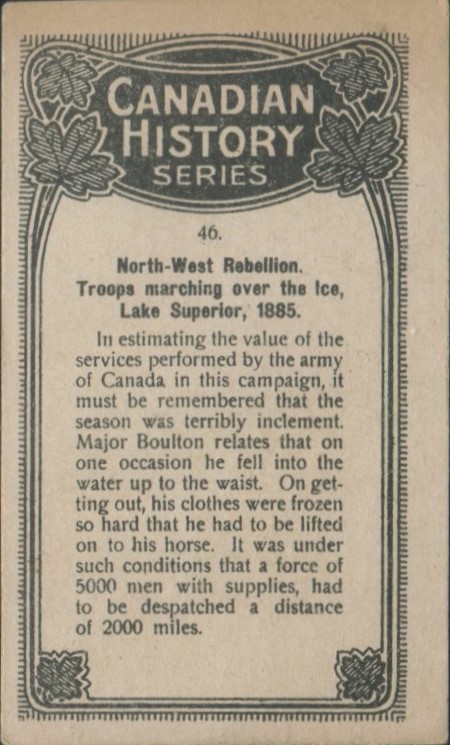 CANADIAN
HISTORY
SERIES
46.
North-West Rebellion.
Troops marching over the Ice,
Lake Superior, 1885.
In estimating the value of the
services performed by the army
of Canada in this campaign, it
must be remembered that the
season was terribly inclement.
Major Boulton relates that on
one occasion he fell into the
water up to the waist. On get-
ting out, his clothes were frozen
so hard that he had to be lifted
on to his horse. It was under
such conditions that a force of
5000 men with supplies, had
to be despatched a distance
of 2000 miles.